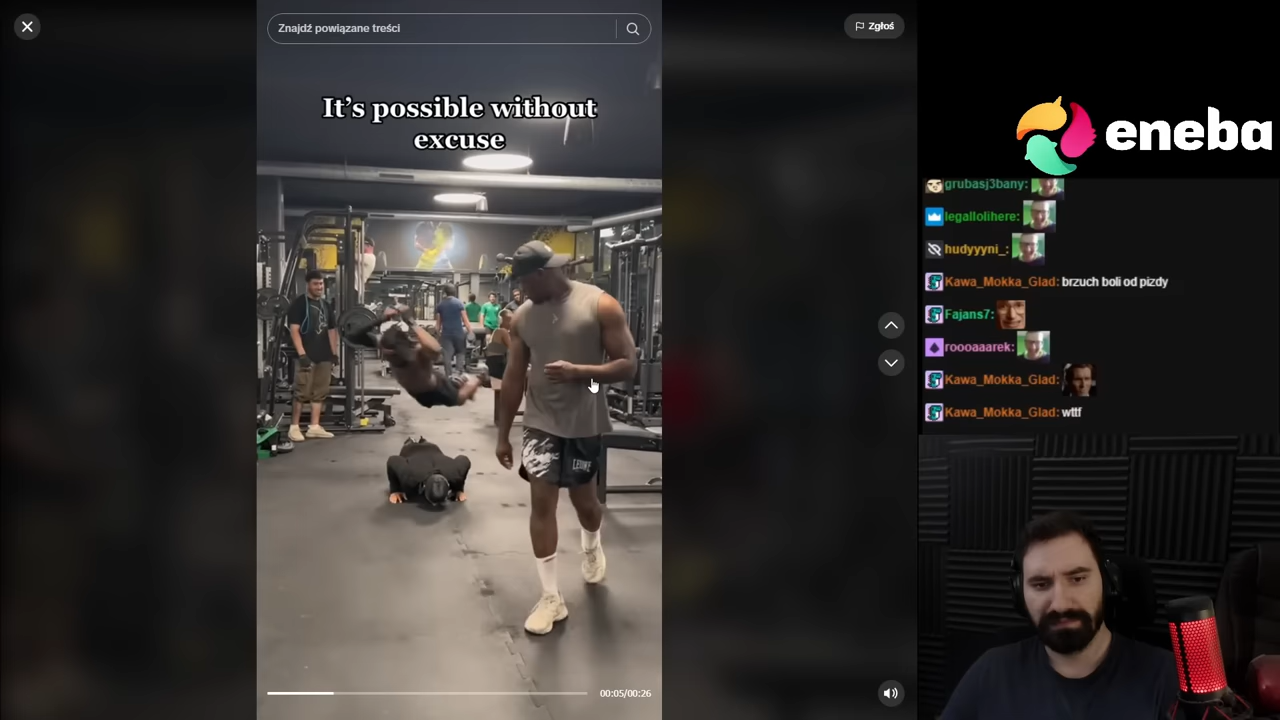 Znajdź powiązane treści
Zgłoś
It's possible without
excuse
LEONE
00:05/00:26
eneba
grubasj3bany:
legallolihere:
hudyyyni_:
Kawa_Mokka_Glad: brzuch boli od pizdy
Fajans7:
roooaaarek:
Kawa_Mokka_Glad:
Kawa_Mokka_Glad: wttf